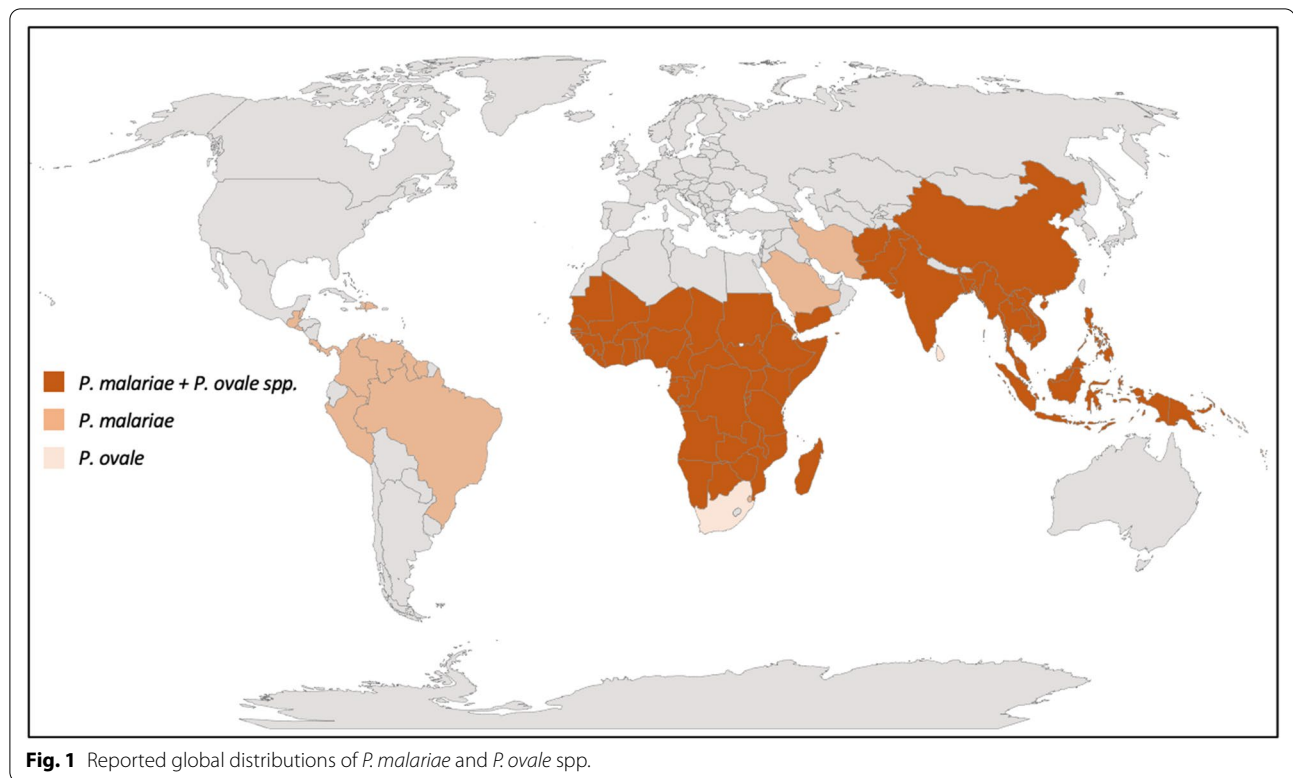 P. malariae + P. ovale spp.
P. malariae
P. ovale
Fig. 1 Reported global distributions of P. malariae and P. ovale spp.